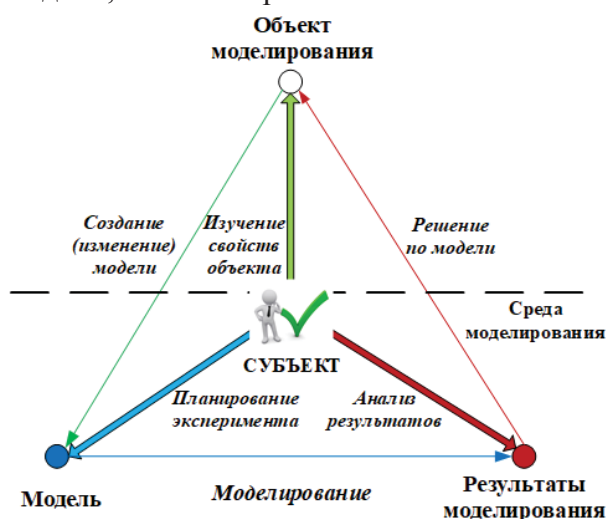 Объект
моделирования
Создание
(изменение)
модели
Изучение
свойств
объекта
Решение
по модели
Среда
моделирования
СУБЪЕКТ
Планирование
эксперимента
Анализ
результатов
Модель
Моделирование
Результаты
моделирования